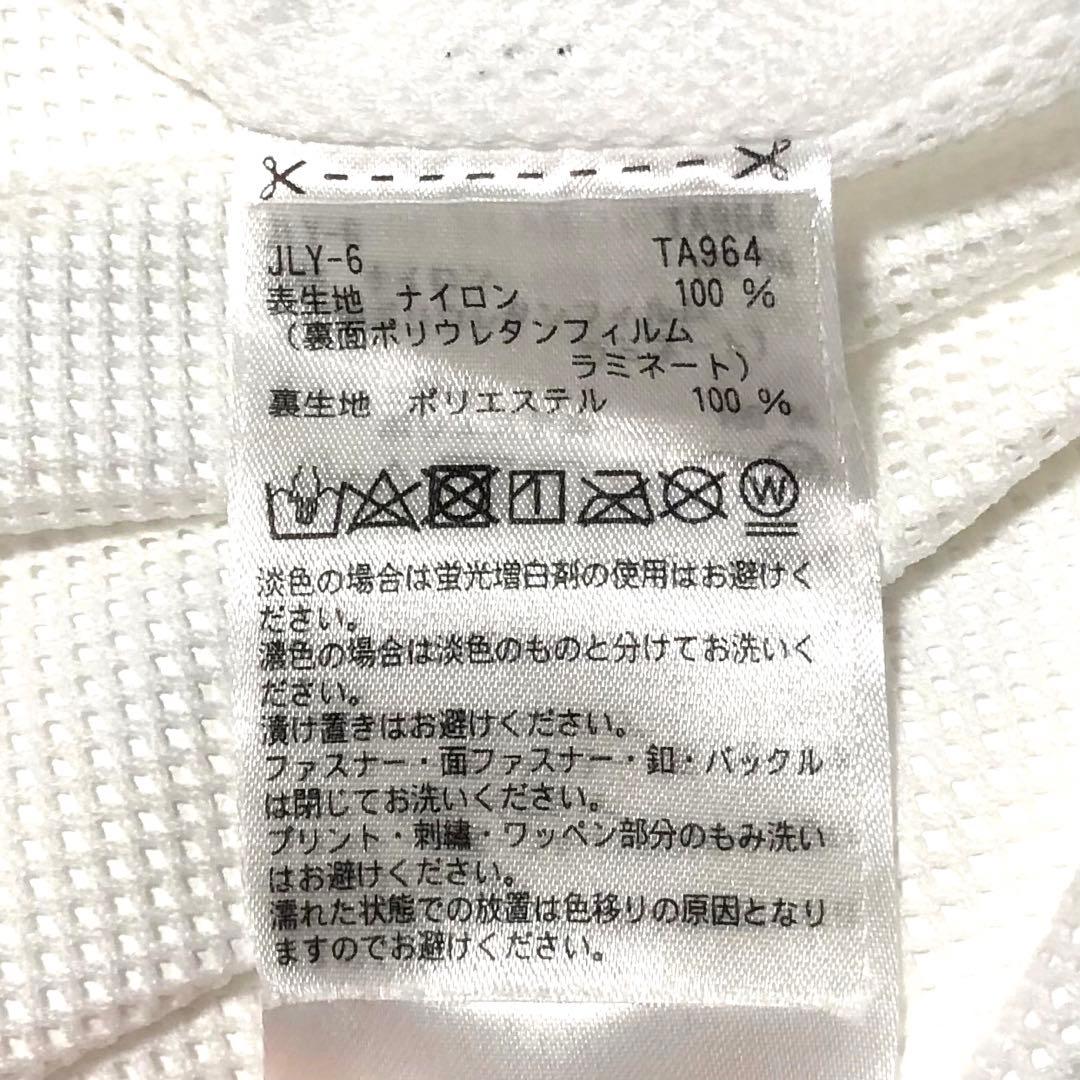 JLY-6 TA964
表生地 ナイロン 100 %
(裏面ポリウレタンフィルム
ラミネート)
裏生地 ポリエステル 100 %
W
淡色の場合は蛍光増白剤の使用はお避けく
ださい。
濃色の場合は淡色のものと分けてお洗いく
ださい。
漬け置きはお避けください。
ファスナー・面ファスナー・釦・バックル
は閉じてお洗いください。
プリント・刺繍・ワッペン部分のもみ洗い
はお避けください。
濡れた状態での放置は色移りの原因となり
ますのでお避けください。